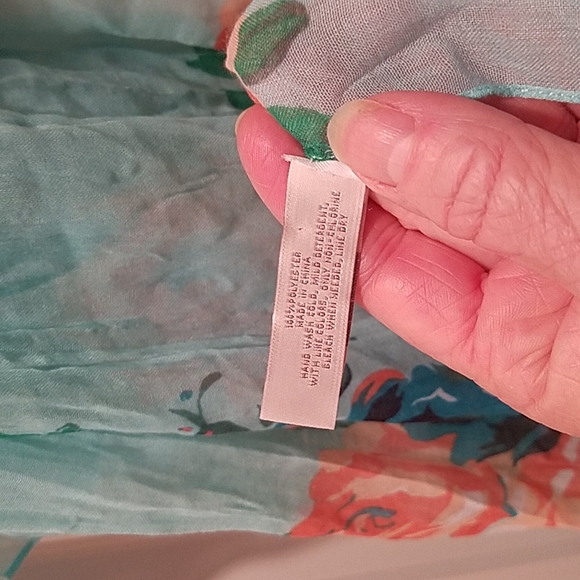 100% POLYESTER
MADE IN CHINA
HAND WASH COLD, MILD DETERGENT,
WITH LIKE COLORS, ONLY NON-CHLORINE
BLEACH WHEN NEEDED, LINE DRY